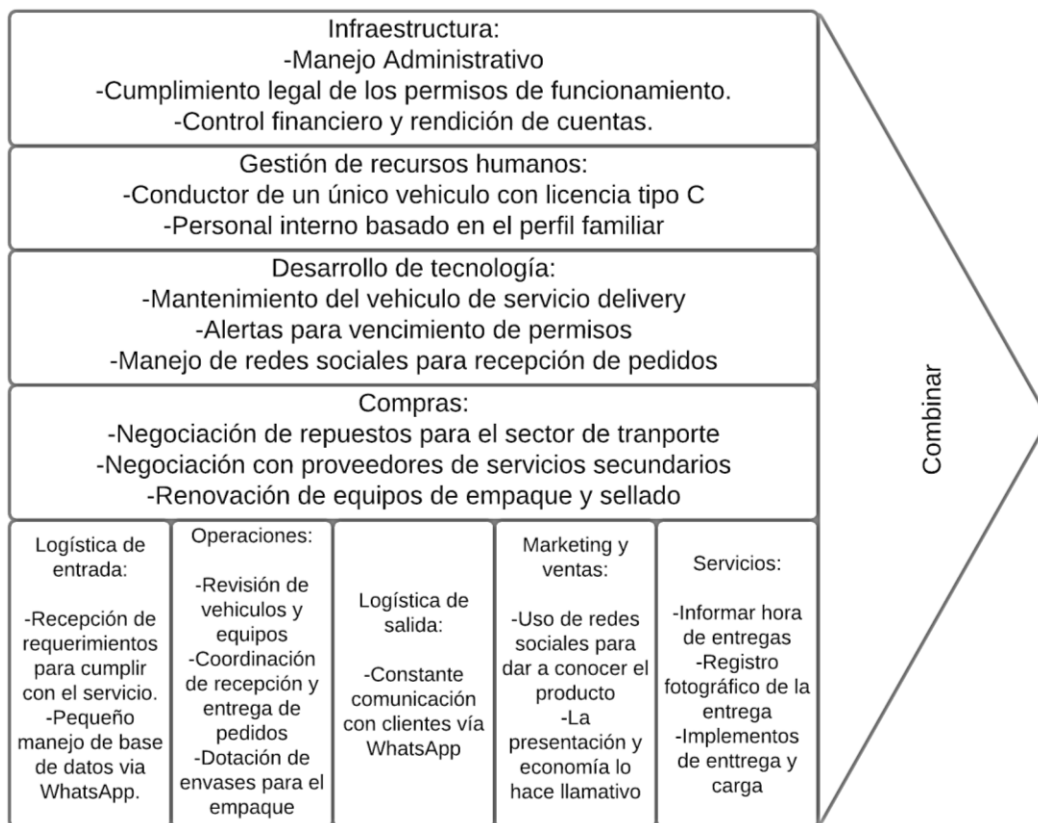 Infraestructura:
-Manejo Administrativo
-Cumplimiento legal de los permisos de funcionamiento.
-Control financiero y rendición de cuentas.
Gestión de recursos humanos:
-Conductor de un único vehiculo con licencia tipo C
-Personal interno basado en el perfil familiar
Desarrollo de tecnología:
-Mantenimiento del vehiculo de servicio delivery
-Alertas para vencimiento de permisos
-Manejo de redes sociales para recepción de pedidos
Compras:
-Negociación de repuestos para el sector de tranporte
-Negociación con proveedores de servicios secundarios
-Renovación de equipos de empaque y sellado
Logística de
entrada:
-Recepción de
requerimientos
para cumplir
con el servicio.
-Pequeño
manejo de base
de datos via
WhatsApp.
Operaciones:
-Revisión de
vehiculos y
equipos
-Coordinación
de recepción y
entrega de
pedidos
-Dotación de
envases para el
empaque
Logística de
salida:
-Constante
comunicación
con clientes vía
WhatsApp
Marketing y
ventas:
-Uso de redes
sociales para
dar a conocer el
producto
-La
presentación y
economía lo
hace llamativo
Servicios:
-Informar hora
de entregas
-Registro
fotográfico de la
entrega
-Implementos
de enttrega y
carga
Combinar